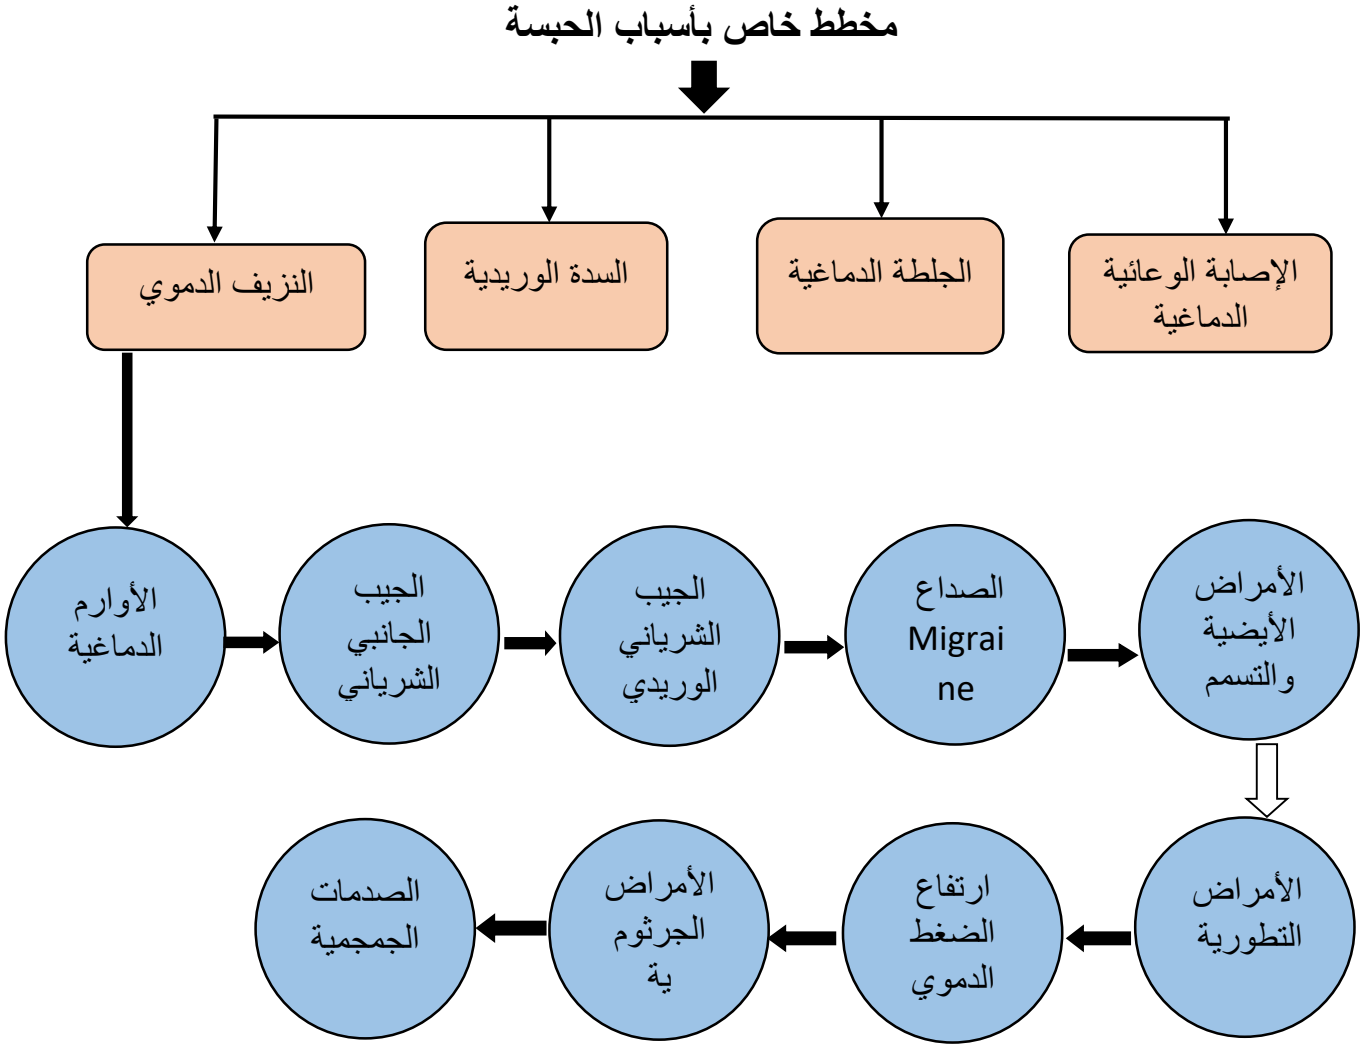 مخطط خاص بأسباب الحبسة
الإصابة الوعائية
الدماغية
الجلطة الدماغية
السدة الوريدية
النزيف الدموي
الأوارم
الدماغية
الجيب
الجانبي
الشرياني
الجيب
الشرياني
الوريدي
الصداع
Migrai
ne
الأمراض
الأيضية
والتسمم
الأمراض
التطورية
ارتفاع
الضغط
الدموي
الأمراض
الجرثوم
ية
الصدمات
الجمجمية